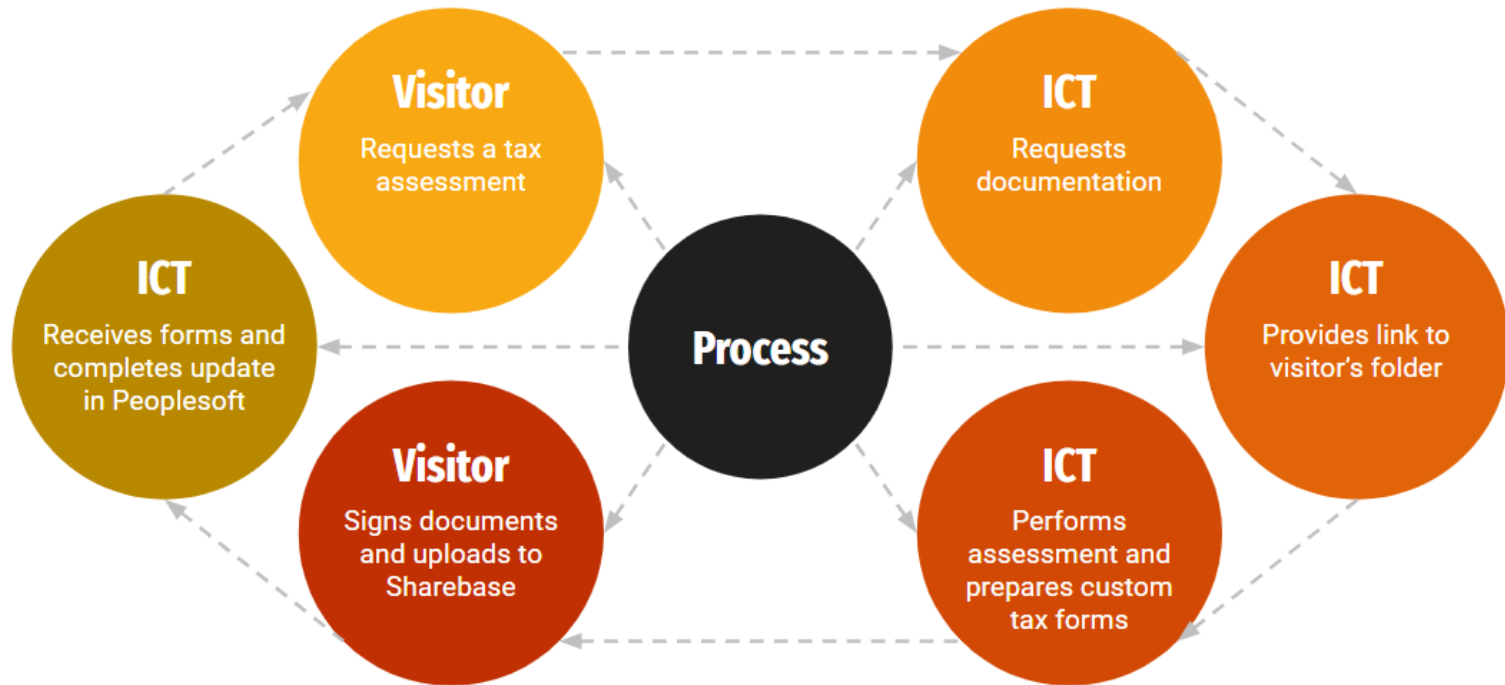 Visitor
Requests a tax
assessment
ICT
Requests
documentation
ICT
Provides link to
visitor's folder
ICT
Performs
assessment and
prepares custom
tax forms
Visitor
Signs documents
and uploads to
Sharebase
ICT
Receives forms and
completes update
in Peoplesoft
Process